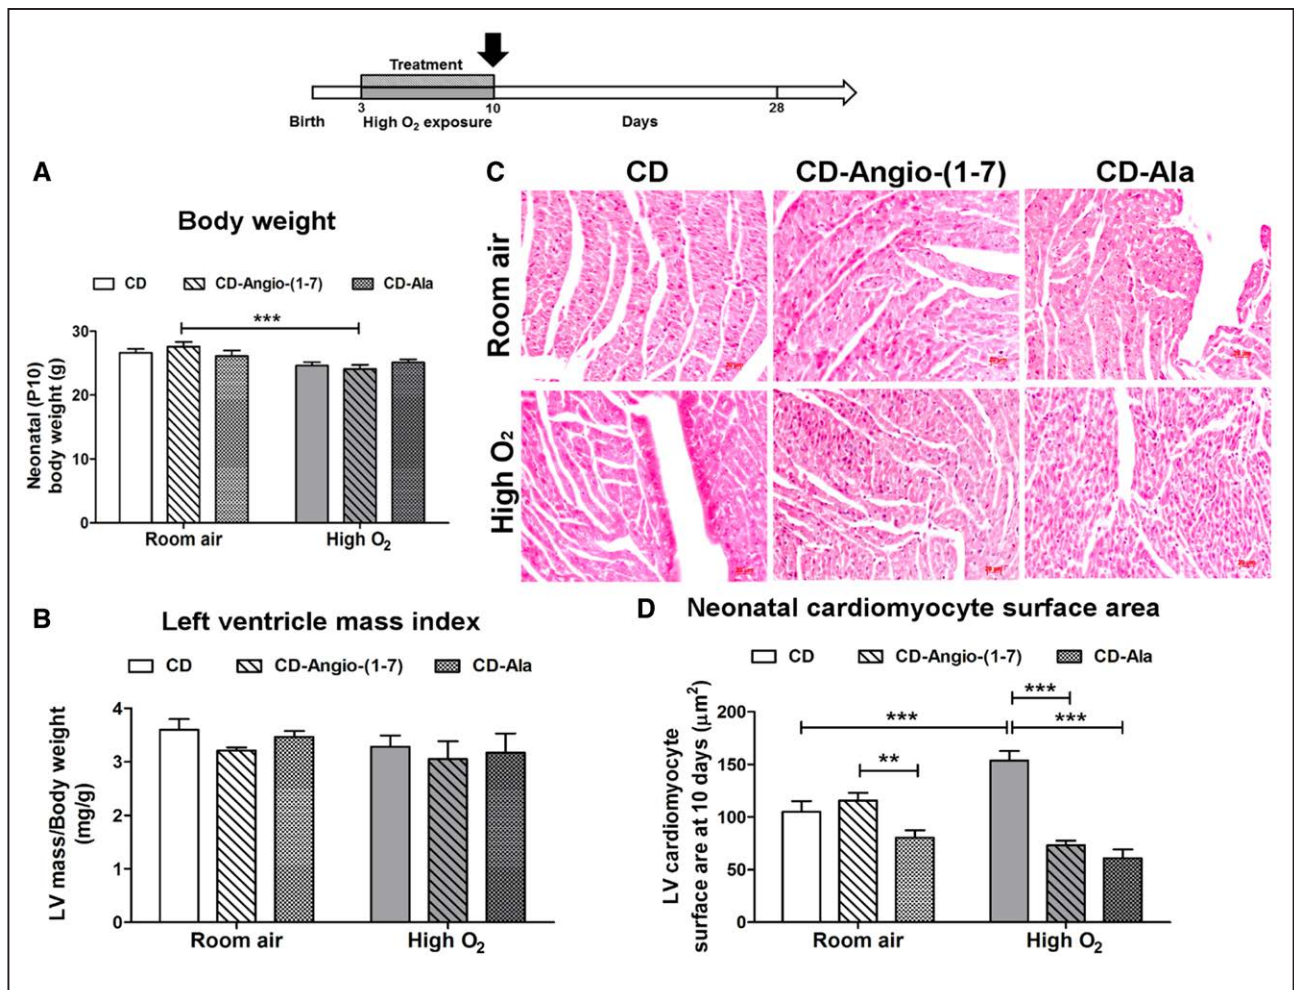 Treatment
3
10
28
Birth
High O2 exposure
Days
A
Body weight
CD
CD-Angio-(1-7)
CD-Ala
***
Neonatal (P10)
body weight (g)
30
20
10
0
Room air
High O2
B
Left ventricle mass index
CD
CD-Angio-(1-7)
CD-Ala
LV mass/Body weight
(mg/g)
4
3
2
1
0
Room air
High O2
C
CD
CD-Angio-(1-7)
CD-Ala
Room air
High O2
D
Neonatal cardiomyocyte surface area
CD
CD-Angio-(1-7)
CD-Ala
***
***
***
**
LV cardiomyocyte
surface are at 10 days (μm²)
200
150
100
50
0
Room air
High O2